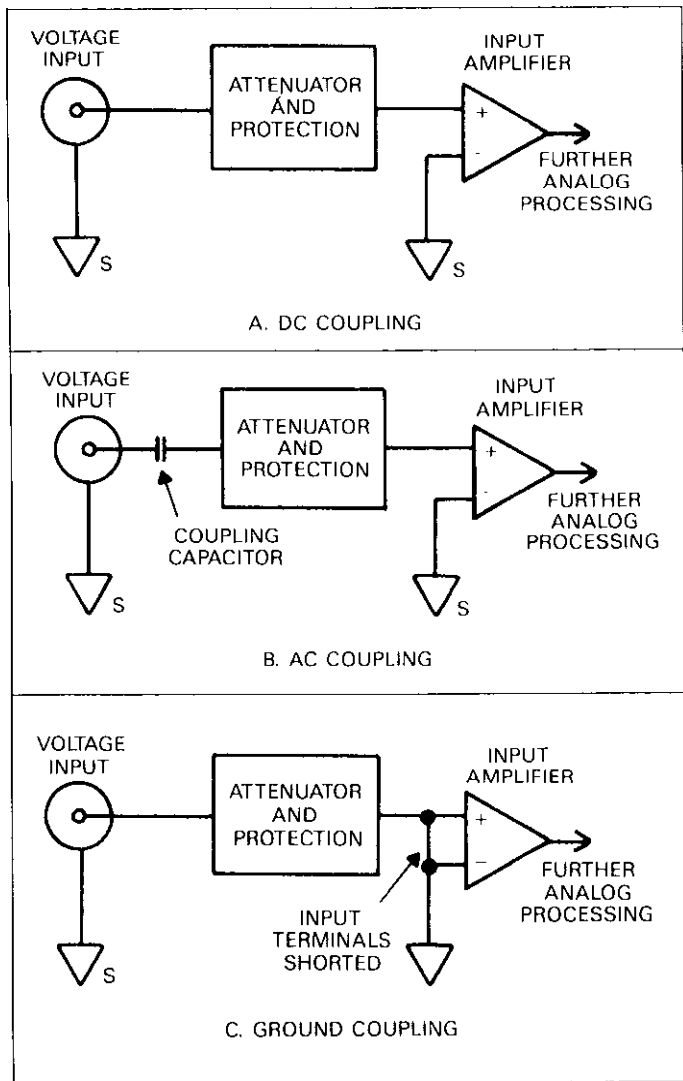 VOLTAGE
INPUT
ATTENUATOR
AND
PROTECTION
INPUT
AMPLIFIER
+
-
FURTHER
ANALOG
PROCESSING
S
S
A. DC COUPLING
VOLTAGE
INPUT
ATTENUATOR
AND
PROTECTION
INPUT
AMPLIFIER
+
-
FURTHER
ANALOG
PROCESSING
COUPLING
CAPACITOR
S
S
B. AC COUPLING
VOLTAGE
INPUT
ATTENUATOR
AND
PROTECTION
INPUT
AMPLIFIER
+
−
FURTHER
ANALOG
PROCESSING
INPUT
TERMINALS
SHORTED
S
C. GROUND COUPLING